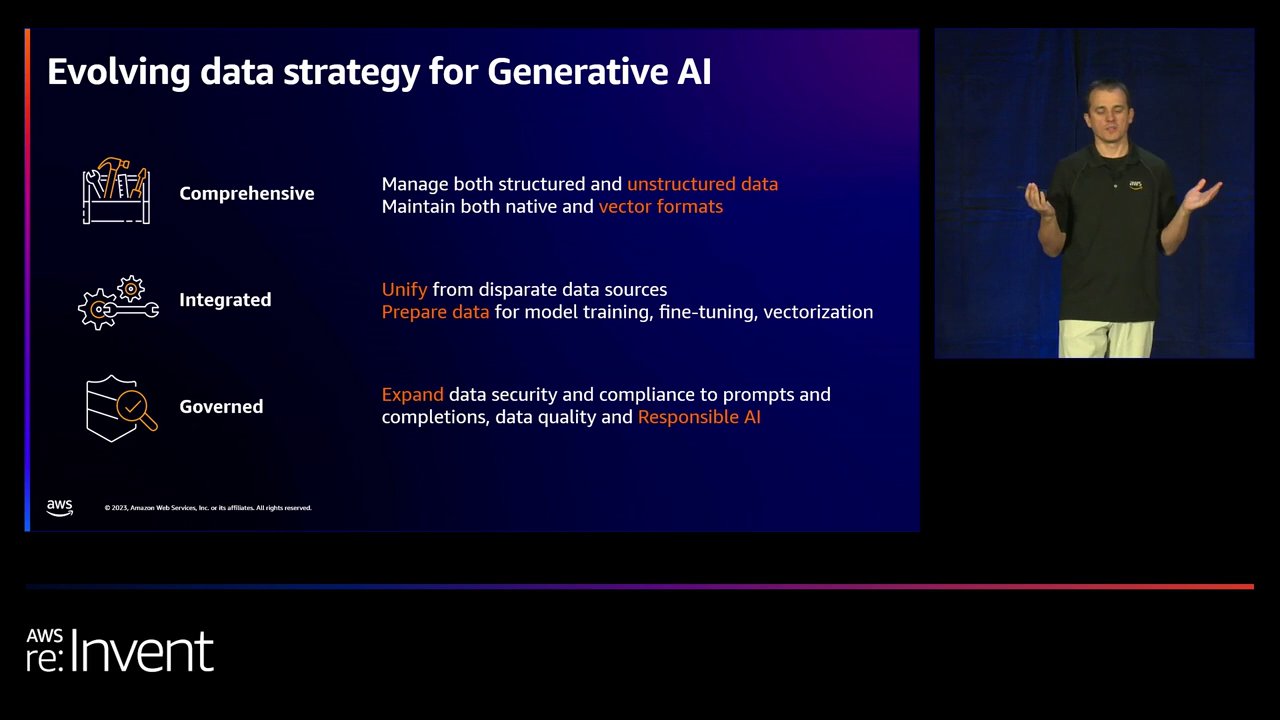 Evolving data strategy for Generative AI
Comprehensive
Manage both structured and unstructured data
Maintain both native and vector formats
Integrated
Unify from disparate data sources
Prepare data for model training, fine-tuning, vectorization
Governed
Expand data security and compliance to prompts and
completions, data quality and Responsible AI
aws
© 2023, Amazon Web Services, Inc. or its affiliates. All rights reserved.
aws
AWS
re:Invent